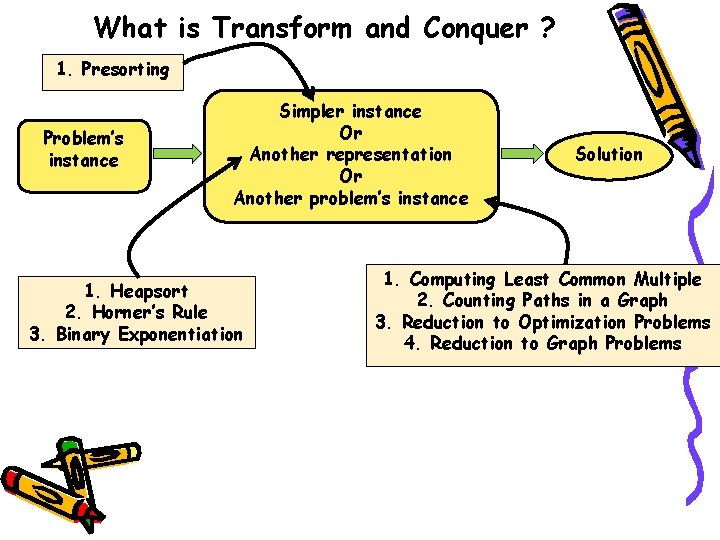 What is Transform and Conquer ?
1. Presorting
Problem’s
instance
Simpler instance
Or
Another representation
Or
Another problem’s instance
Solution
1. Heapsort
2. Horner’s Rule
3. Binary Exponentiation
1. Computing Least Common Multiple
2. Counting Paths in a Graph
3. Reduction to Optimization Problems
4. Reduction to Graph Problems